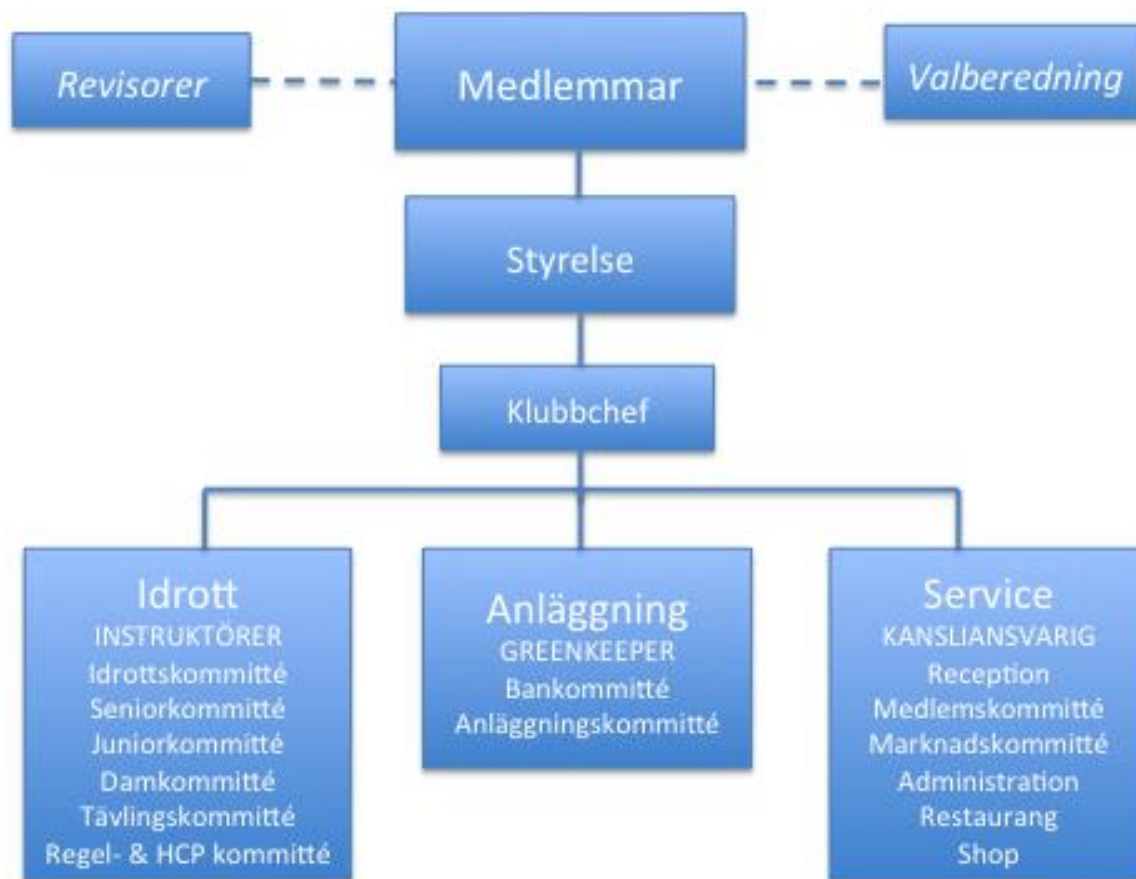 Revisorer
Medlemmar
Valberedning
Styrelse
Klubbchef
Idrott
INSTRUKTÖRER
Idrottskommitté
Seniorkommitté
Juniorkommitté
Damkommitté
Tävlingskommitté
Regel- & HCP kommitté
Anläggning
GREENKEEPER
Bankommitté
Anläggningskommitté
Service
KANSLIANSVARIG
Reception
Medlemskommitté
Marknadskommitté
Administration
Restaurang
Shop